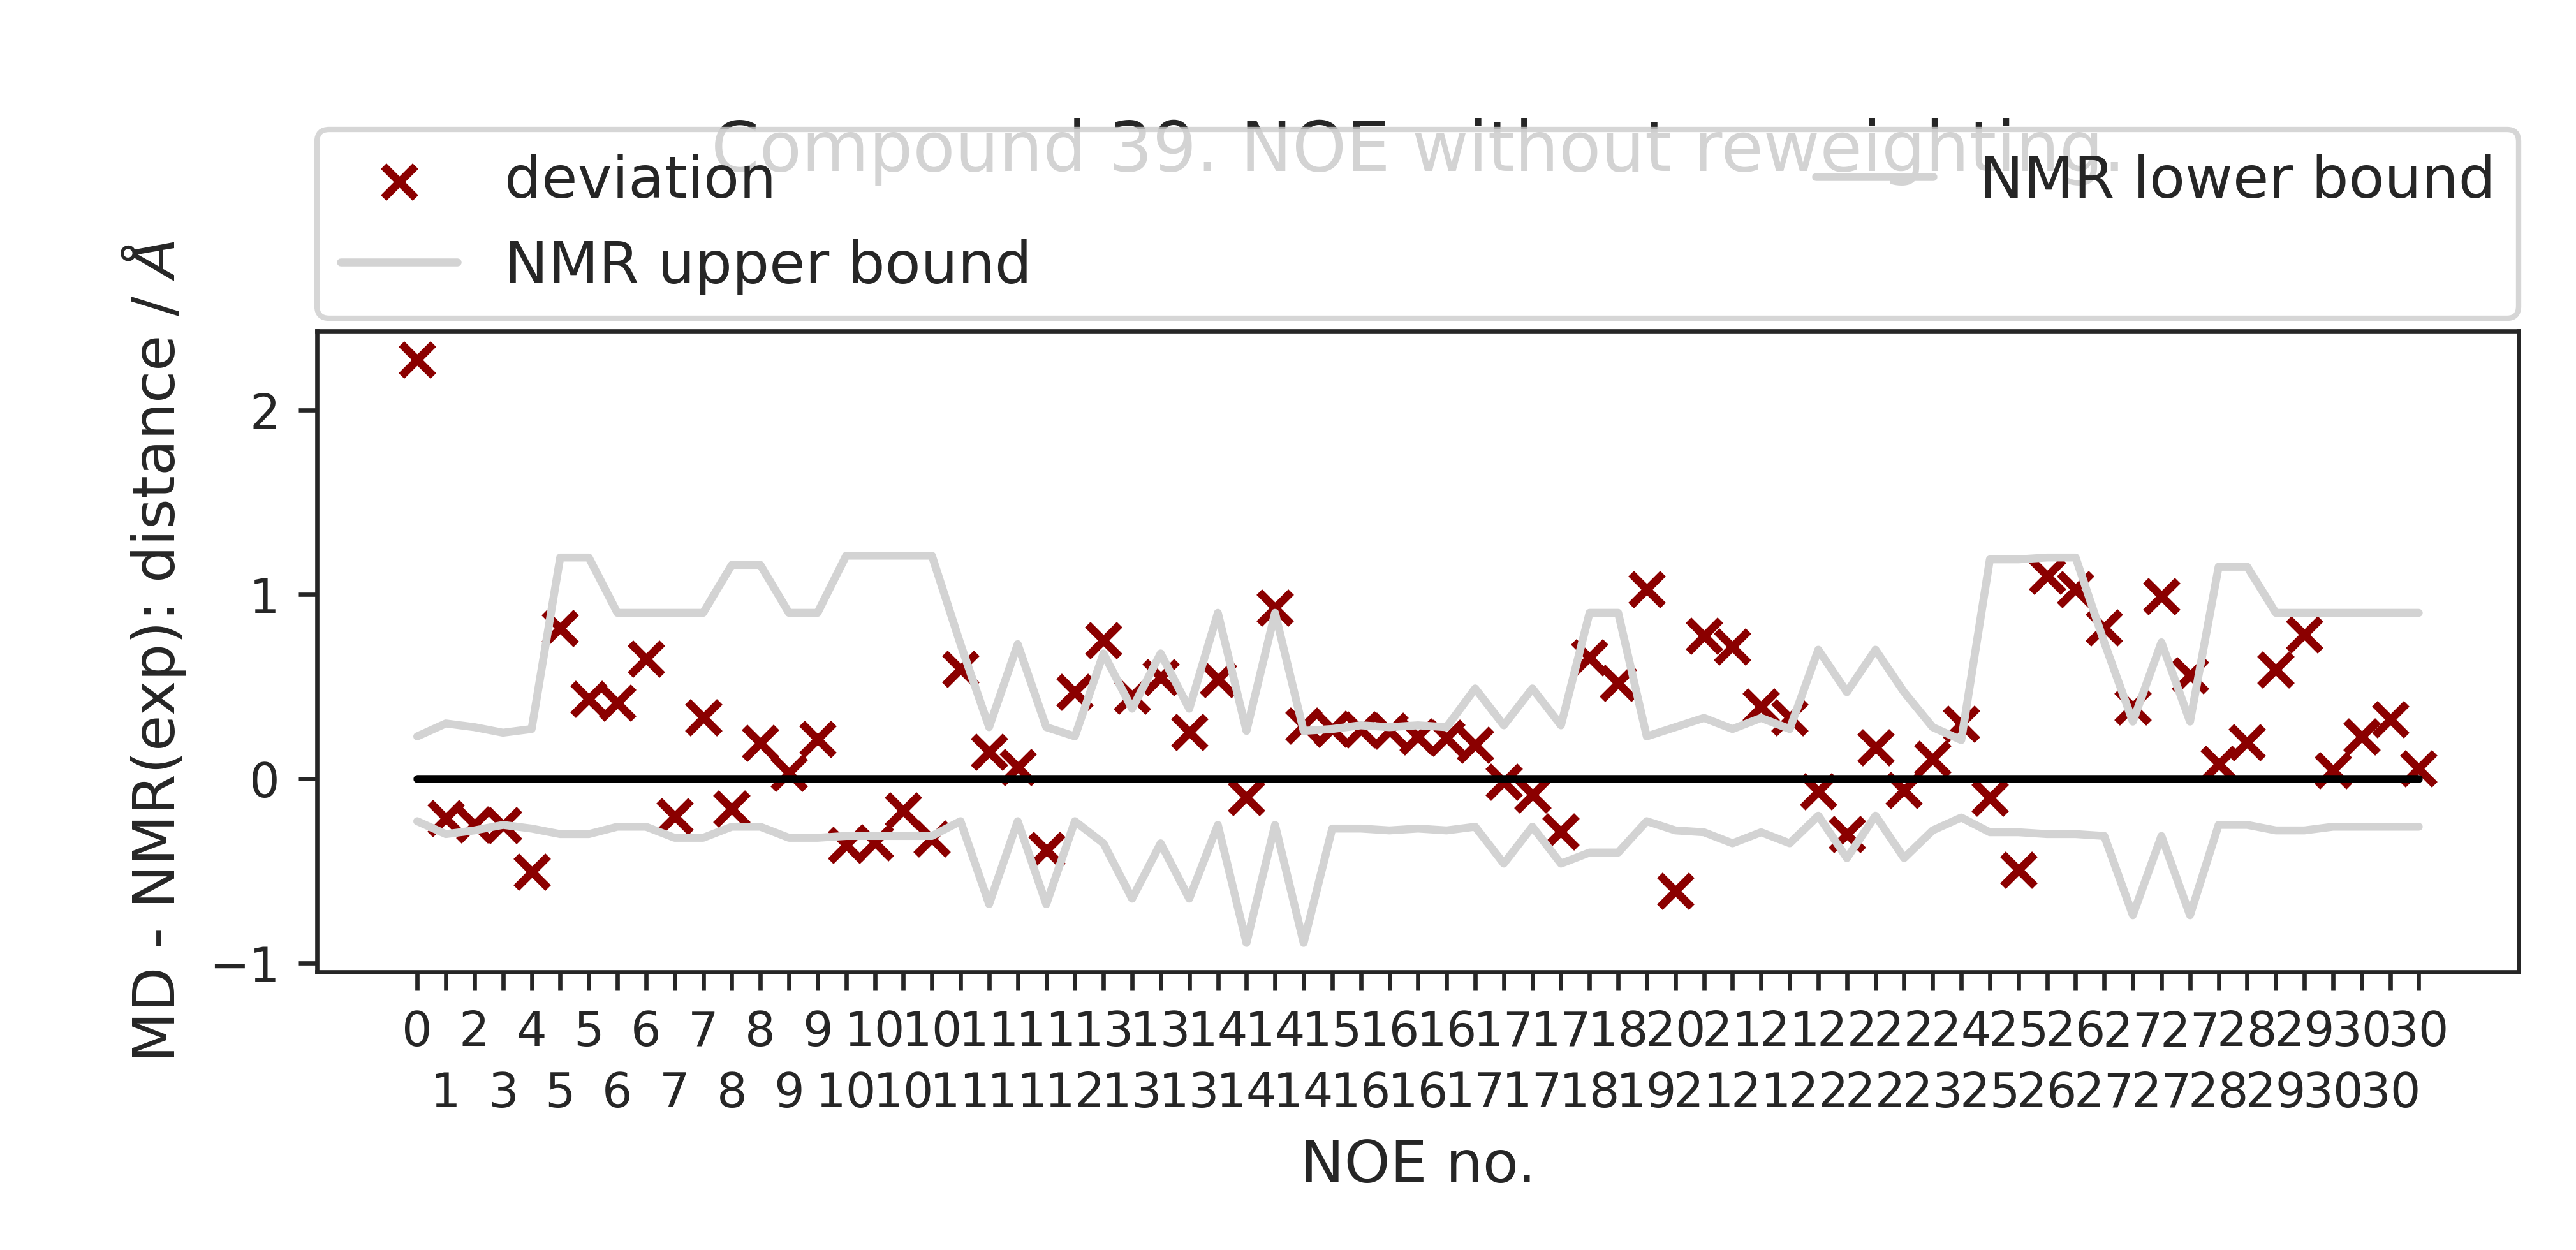 Compound 39. NOE without reweighting.
deviation
NMR upper bound
NMR lower bound
MD - NMR(exp): distance / Å
2
1
0
−1
0 2 4 5 6 7 8 9 10 10 11 11 13 13 14 14 15 16 16 17 17 18 20 21 21 22 22 24 25 26 27 27 28 29 30 30
1 3 5 6 7 8 9 10 10 11 11 12 13 13 14 14 16 16 17 17 18 19 21 21 22 22 23 25 26 27 27 28 29 30 30
NOE no.